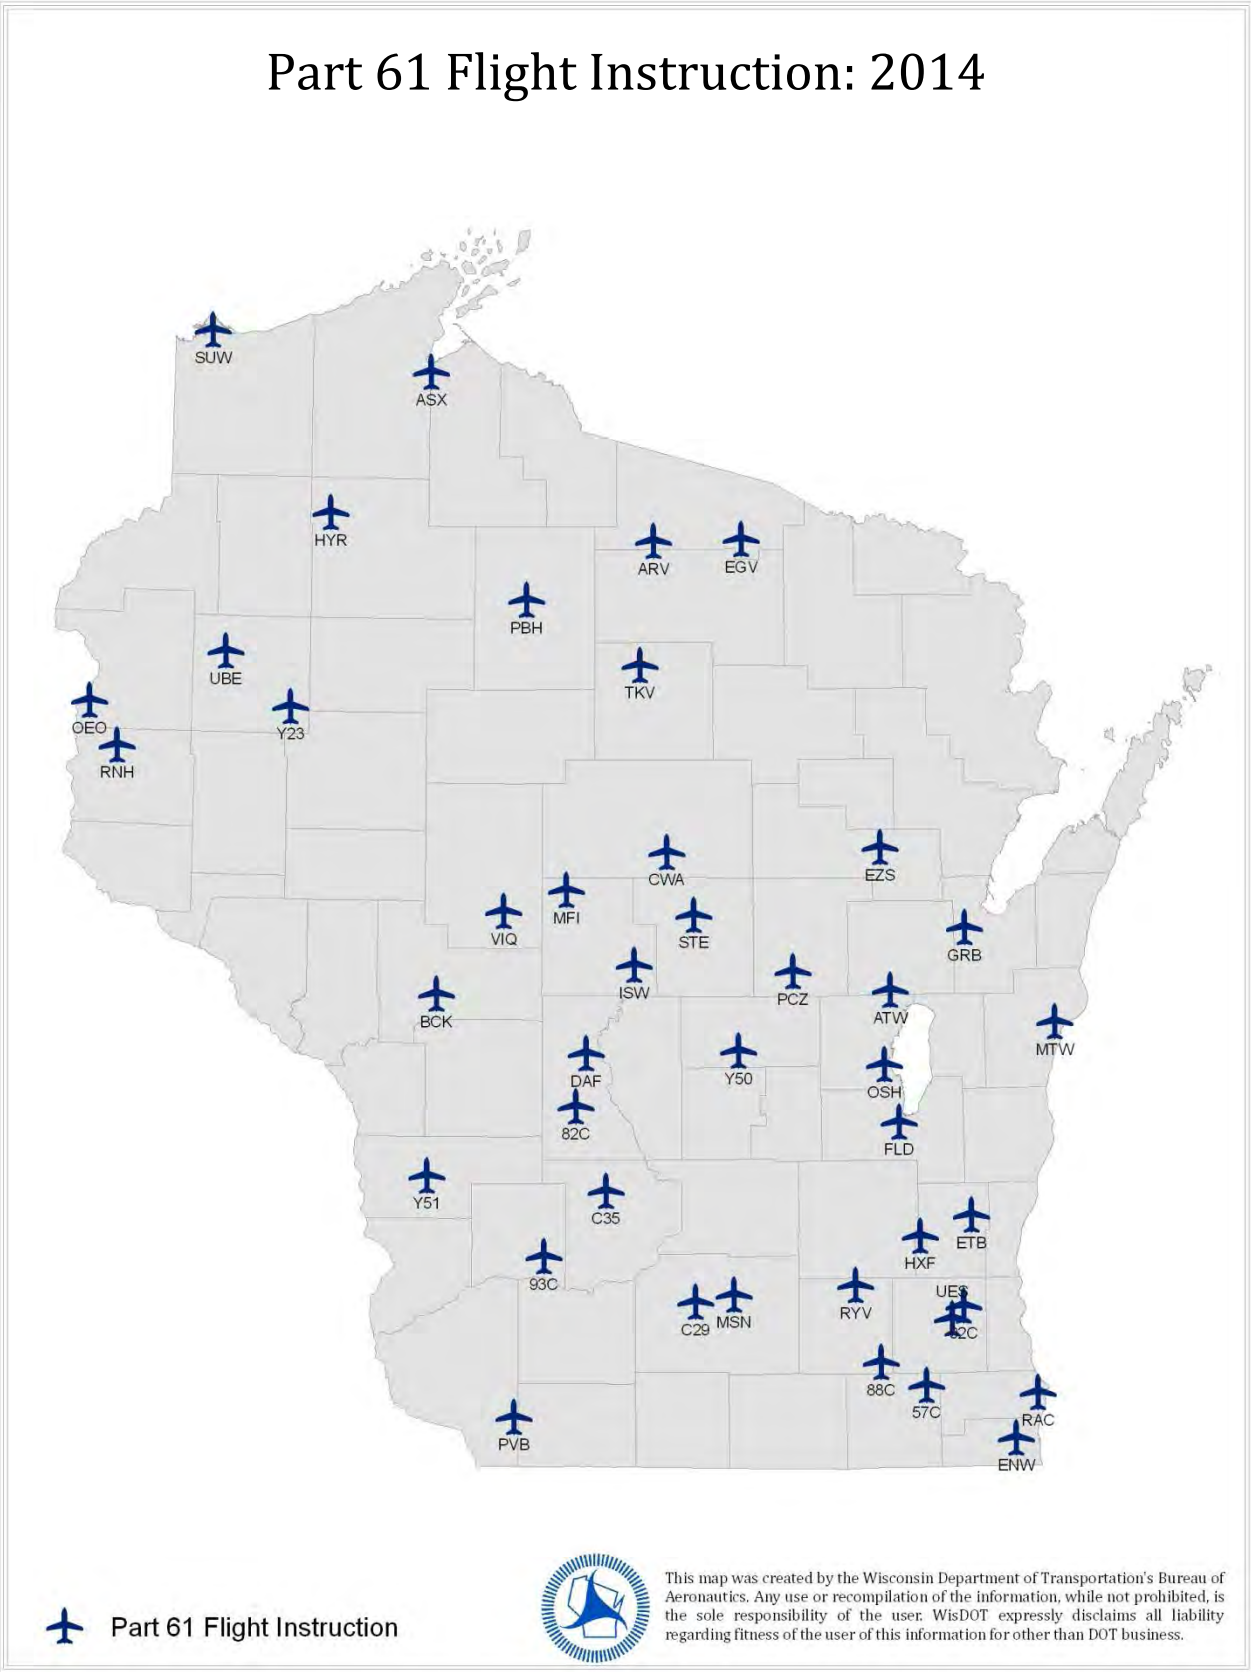 Part 61 Flight Instruction: 2014
SUW
ASX
HYR
ARV
EGV
PBH
UBE
TKV
OEO
Y23
RNH
CWA
EZS
MFI
VIQ
STE
GRB
ISW
PCZ
BCK
ATW
MTW
DAF
Y50
OSH
82C
FLD
Y51
C35
ETB
HXF
93C
UES
RYV
C29
MSN
88C
57C
RAC
PVB
ENW
Part 61 Flight Instruction
This map was created by the Wisconsin Department of Transportation's Bureau of
Aeronautics. Any use or recompilation of the information, while not prohibited, is
the sole responsibility of the user. WisDOT expressly disclaims all liability
regarding fitness of the user of this information for other than DOT business.